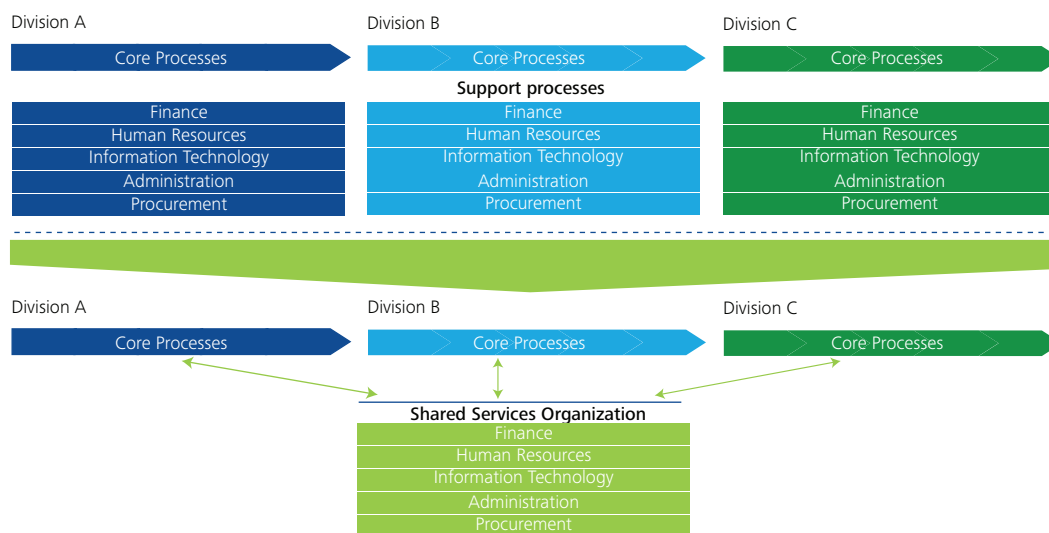 Division A
Division B
Division C
Core Processes
Core Processes
Core Processes
Support processes
Finance
Finance
Finance
Human Resources
Human Resources
Human Resources
Information Technology
Information Technology
Information Technology
Administration
Administration
Administration
Procurement
Procurement
Procurement
Division A
Division B
Division C
Core Processes
Core Processes
Core Processes
Shared Services Organization
Finance
Human Resources
Information Technology
Administration
Procurement